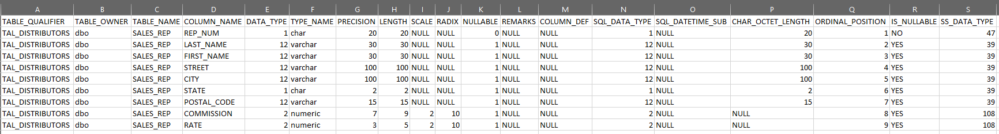 A B C D E F G H I J K L M N O P Q R S
TABLE_QUALIFIER TABLE_OWNER TABLE_NAME COLUMN_NAME DATA_TYPE TYPE_NAME PRECISION LENGTH SCALE RADIX NULLABLE REMARKS COLUMN_DEF SQL_DATA_TYPE SQL_DATETIME_SUB CHAR_OCTET_LENGTH ORDINAL_POSITION IS_NULLABLE SS_DATA_TYPE
TAL_DISTRIBUTORS dbo SALES_REP REP_NUM 1 char 20 20 NULL NULL 0 NULL NULL 1 NULL 20 1 NO 47
TAL_DISTRIBUTORS dbo SALES_REP LAST_NAME 12 varchar 30 30 NULL NULL 1 NULL NULL 12 NULL 30 2 YES 39
TAL_DISTRIBUTORS dbo SALES_REP FIRST_NAME 12 varchar 30 30 NULL NULL 1 NULL NULL 12 NULL 30 3 YES 39
TAL_DISTRIBUTORS dbo SALES_REP STREET 12 varchar 100 100 NULL NULL 1 NULL NULL 12 NULL 100 4 YES 39
TAL_DISTRIBUTORS dbo SALES_REP CITY 12 varchar 100 100 NULL NULL 1 NULL NULL 12 NULL 100 5 YES 39
TAL_DISTRIBUTORS dbo SALES_REP STATE 1 char 2 2 NULL NULL 1 NULL NULL 1 NULL 2 6 YES 39
TAL_DISTRIBUTORS dbo SALES_REP POSTAL_CODE 12 varchar 15 15 NULL NULL 1 NULL NULL 12 NULL 15 7 YES 39
TAL_DISTRIBUTORS dbo SALES_REP COMMISSION 2 numeric 7 9 2 10 1 NULL NULL 2 NULL NULL 8 YES 108
TAL_DISTRIBUTORS dbo SALES_REP RATE 2 numeric 3 5 2 10 1 NULL NULL 2 NULL NULL 9 YES 108